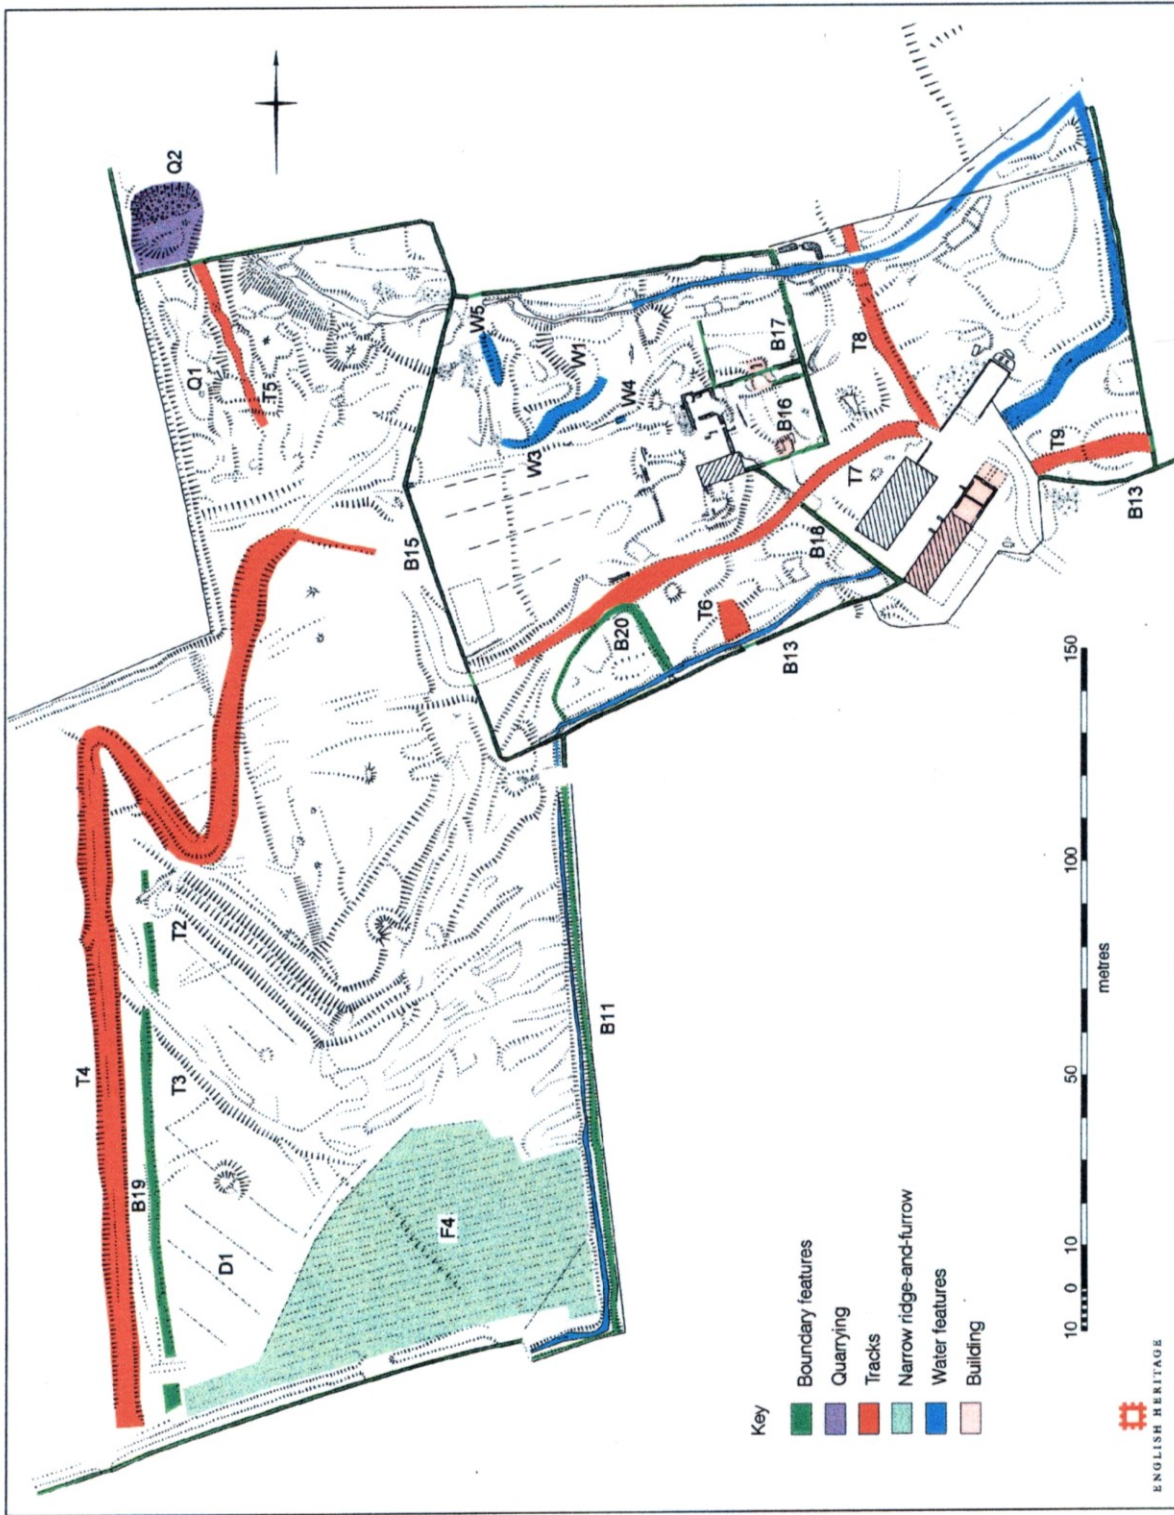 Q2
Q1
T5
W5
W1
W4
W3
B17
B16
T8
T7
T9
B13
B18
B15
B20
T6
B13
T2
T4
T3
B19
D1
F4
B11
Key
Boundary features
Quarrying
Tracks
Narrow ridge-and-furrow
Water features
Building
10 0 10 50 100 150
metres
ENGLISH HERITAGE